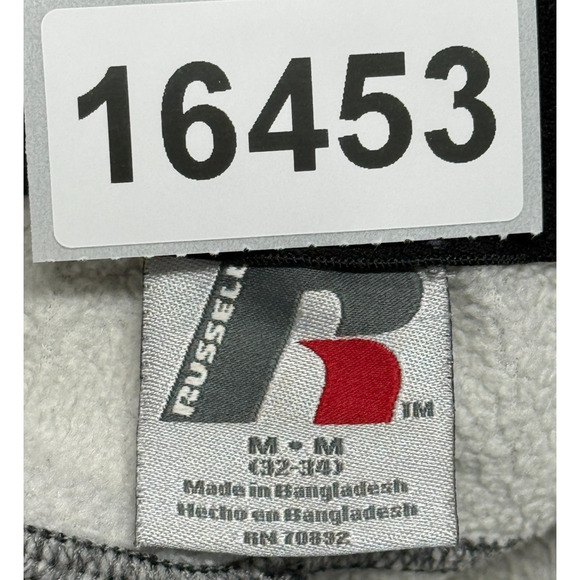 16453
RUSSELL
R
TM
M • M
(32-34)
Made in Bangladesh
Hecho en Bangladesh
RN 70892